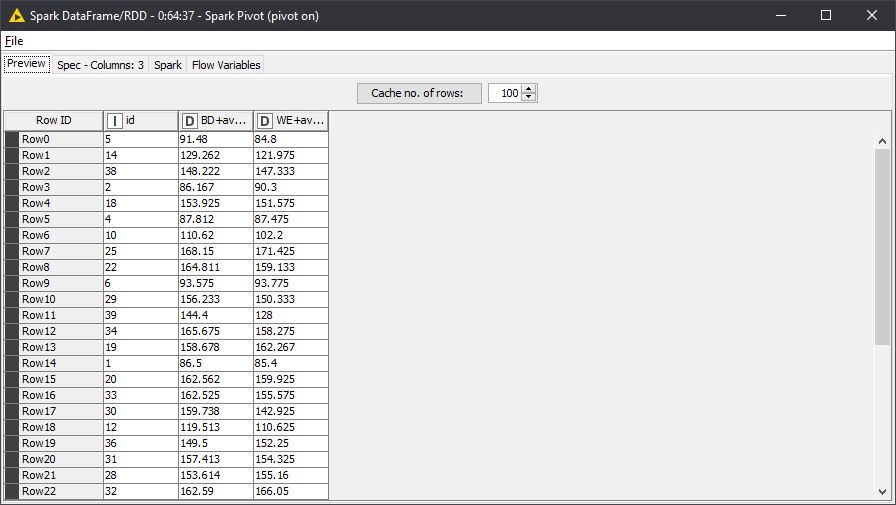 Spark DataFrame/RDD - 0:64:37 - Spark Pivot (pivot on)
File
Preview Spec - Columns: 3 Spark Flow Variables
Cache no. of rows: 100
Row ID I id D BD+av... D WE+av...
Row0 5 91.48 84.8
Row1 14 129.262 121.975
Row2 38 148.222 147.333
Row3 2 86.167 90.3
Row4 18 153.925 151.575
Row5 4 87.812 87.475
Row6 10 110.62 102.2
Row7 25 168.15 171.425
Row8 22 164.811 159.133
Row9 6 93.575 93.775
Row10 29 156.233 150.333
Row11 39 144.4 128
Row12 34 165.675 158.275
Row13 19 158.678 162.267
Row14 1 86.5 85.4
Row15 20 162.562 159.925
Row16 33 162.525 155.575
Row17 30 159.738 142.925
Row18 12 119.513 110.625
Row19 36 149.5 152.25
Row20 31 157.413 154.325
Row21 28 153.614 155.16
Row22 32 162.59 166.05